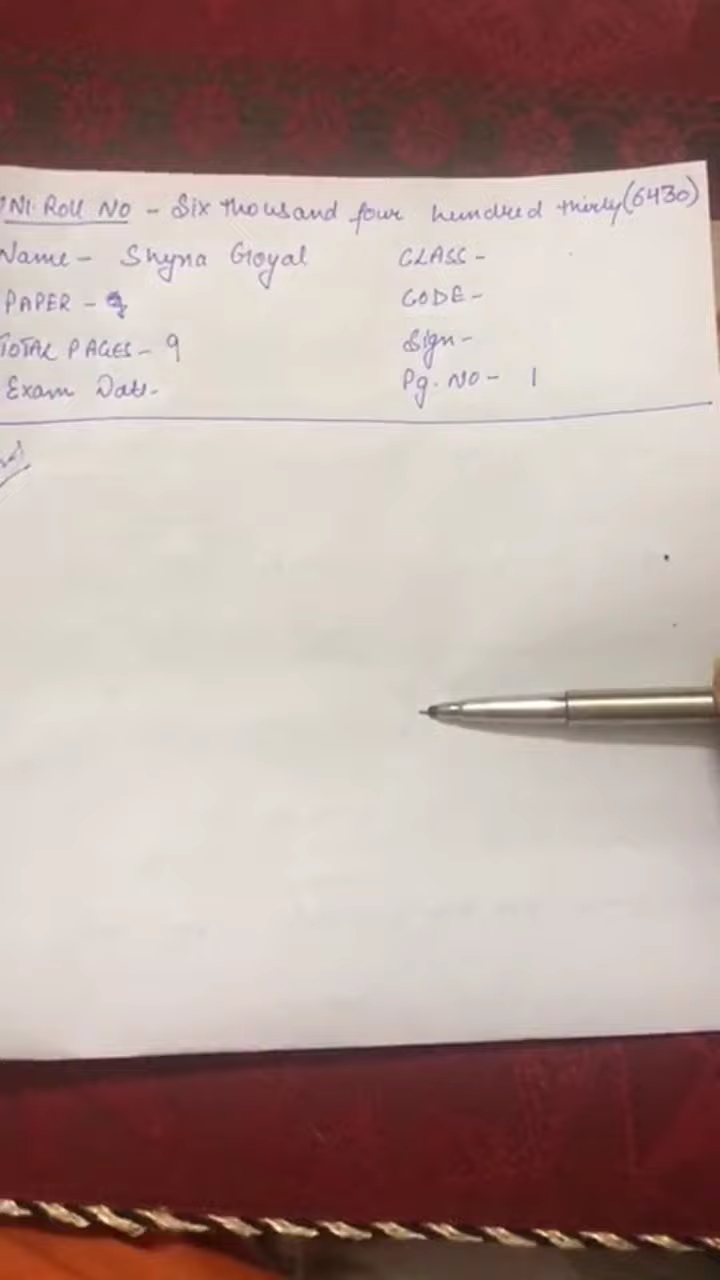 NI. ROLL NO - Six thousand four hundred thirty (6430)
Name - Shyna Goyal CLASS -
PAPER - CODE -
TOTAL PAGES - 9 Sign -
Exam Date - Pg. NO - 1